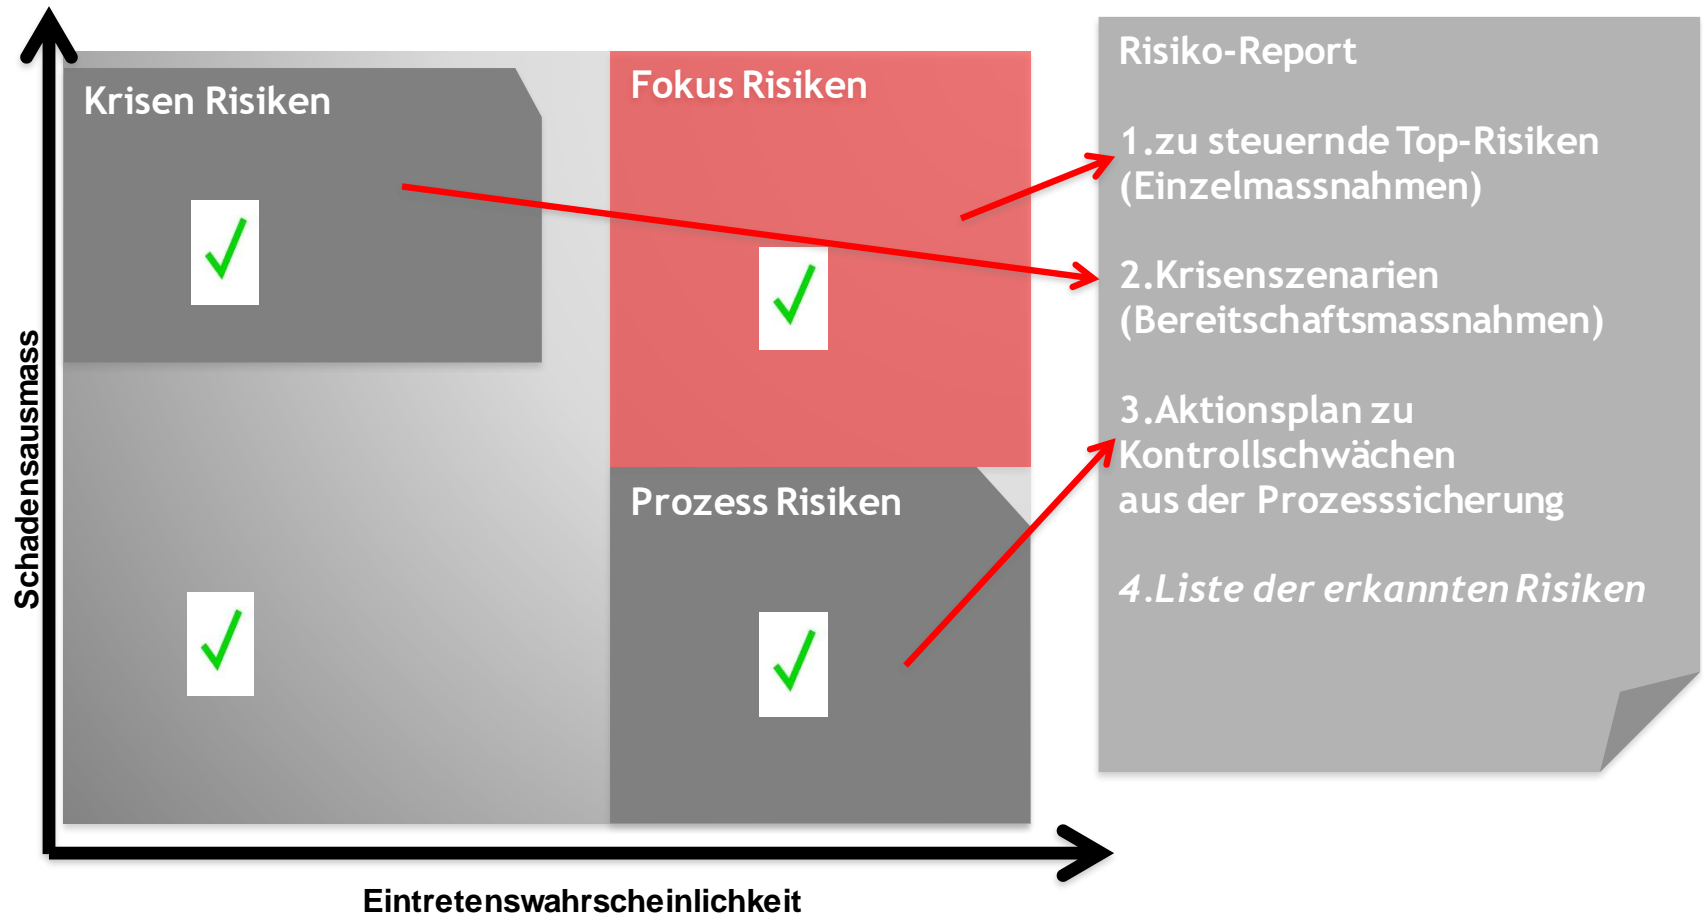 Krisen Risiken
Fokus Risiken
Prozess Risiken
Schadensausmass
Eintretenswahrscheinlichkeit
Risiko-Report
1.zu steuernde Top-Risiken
(Einzelmassnahmen)
2.Krisenszenarien
(Bereitschaftsmassnahmen)
3.Aktionsplan zu
Kontrollschwächen
aus der Prozesssicherung
4.Liste der erkannten Risiken